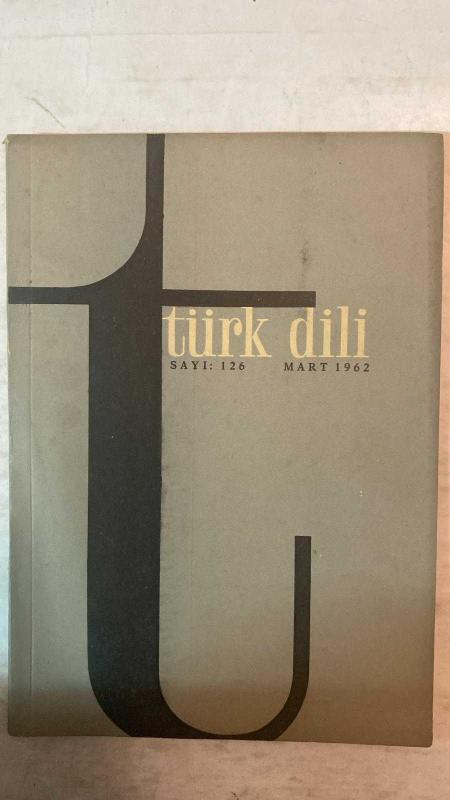 t
türk dili
SAYI: 126 MART 1962